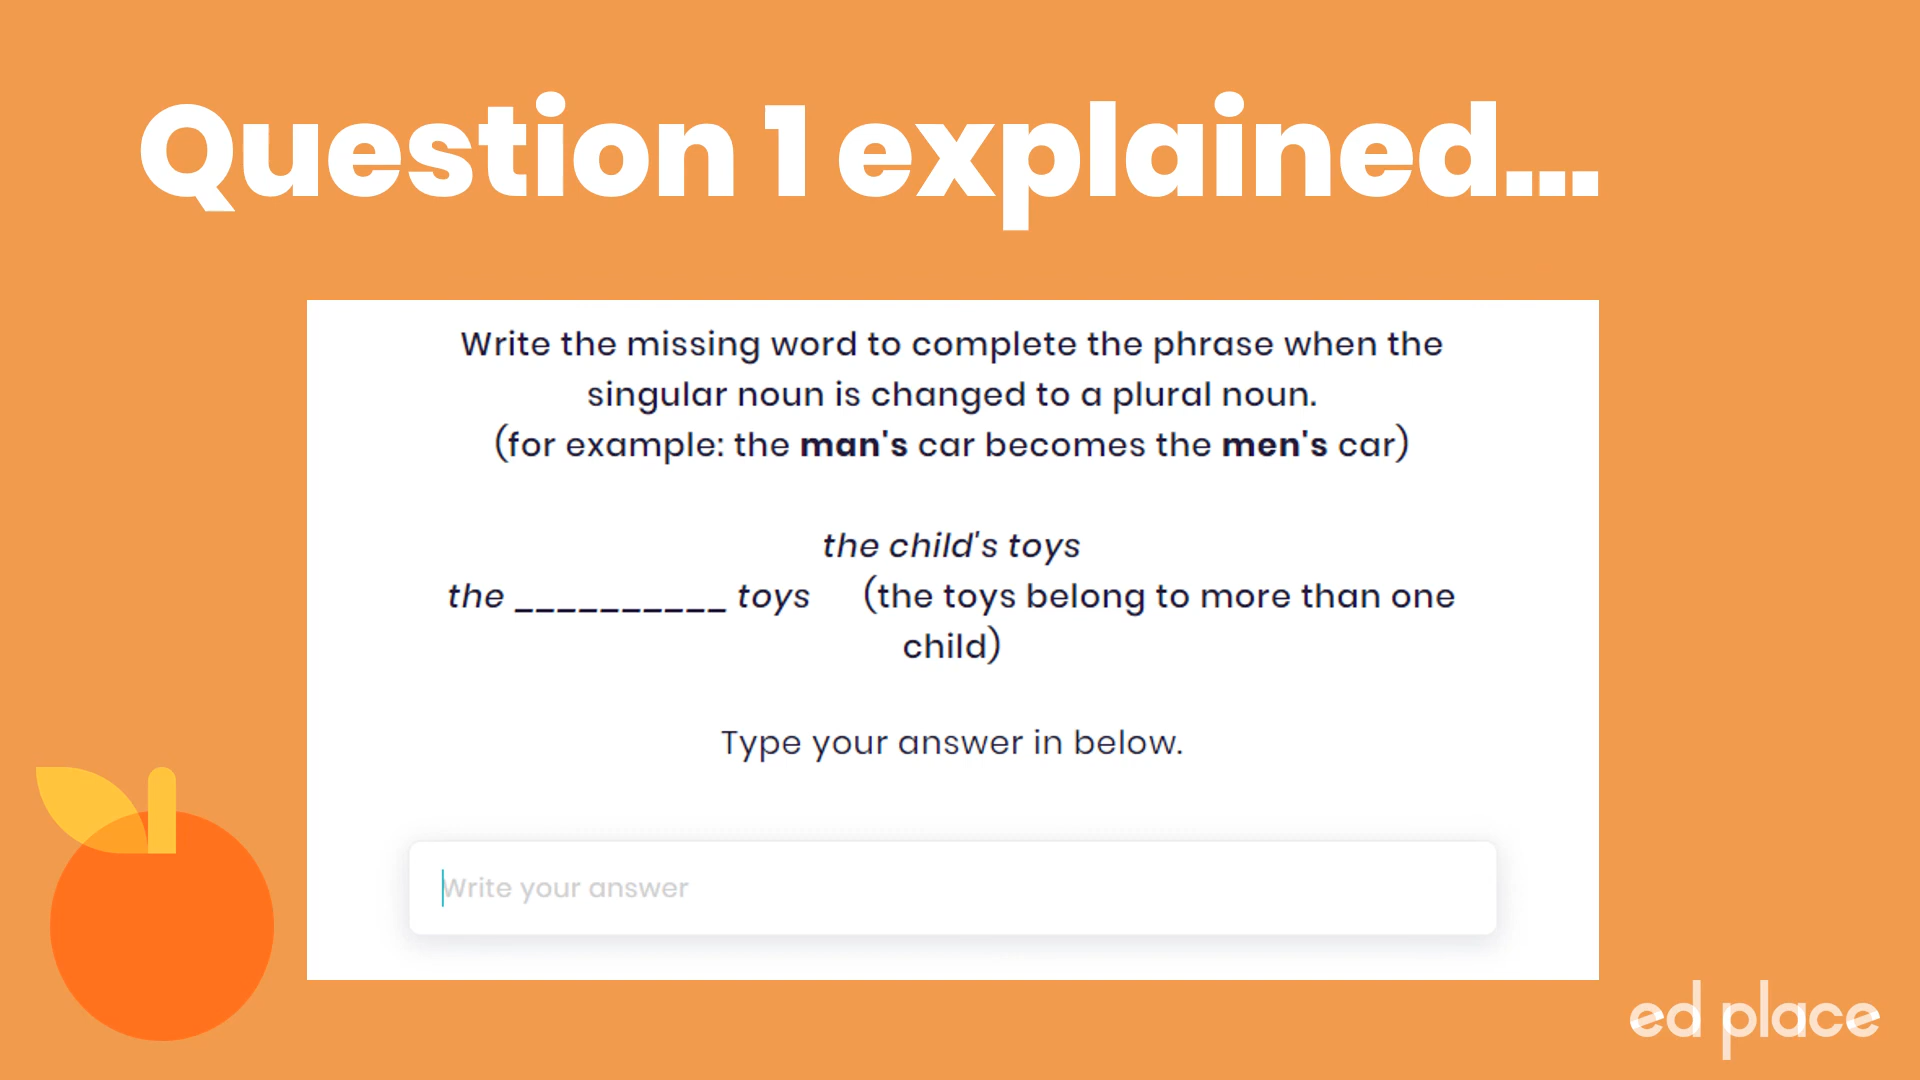 Question 1 explained...
Write the missing word to complete the phrase when the
singular noun is changed to a plural noun.
(for example: the man's car becomes the men's car)
the child's toys
the __________ toys (the toys belong to more than one
child)
Type your answer in below.
Write your answer
ed place